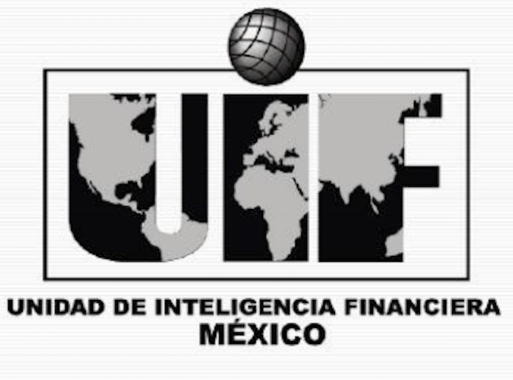 UIF
UNIDAD DE INTELIGENCIA FINANCIERA
MÉXICO